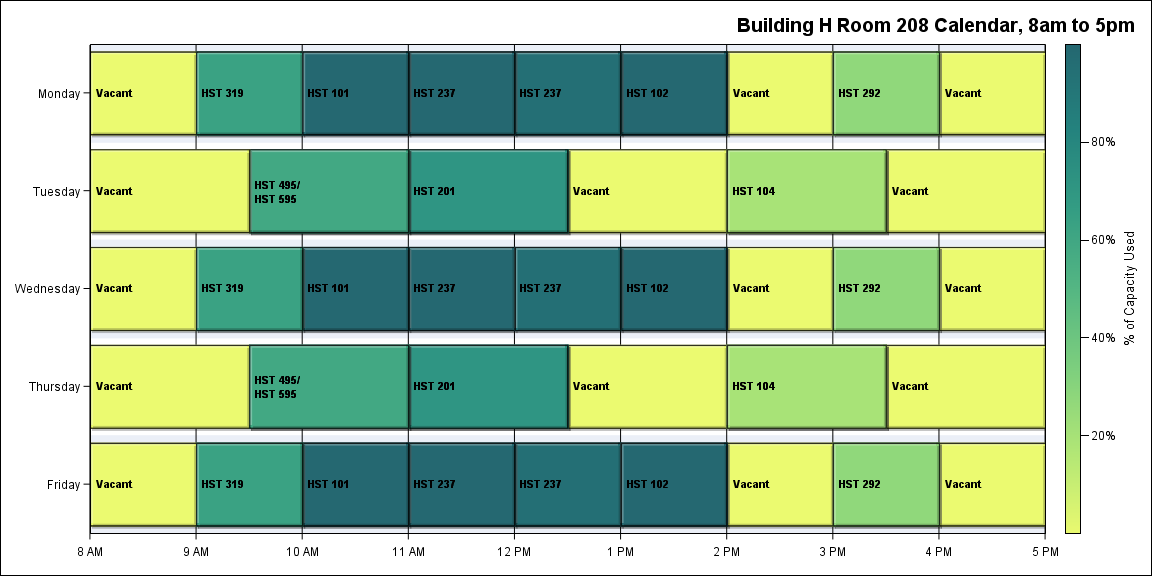 Building H Room 208 Calendar, 8am to 5pm
Monday
Vacant
HST 319
HST 101
HST 237
HST 237
HST 102
Vacant
HST 292
Vacant
Tuesday
Vacant
HST 495/
HST 595
HST 201
Vacant
HST 104
Vacant
Wednesday
Vacant
HST 319
HST 101
HST 237
HST 237
HST 102
Vacant
HST 292
Vacant
Thursday
Vacant
HST 495/
HST 595
HST 201
Vacant
HST 104
Vacant
Friday
Vacant
HST 319
HST 101
HST 237
HST 237
HST 102
Vacant
HST 292
Vacant
8 AM
9 AM
10 AM
11 AM
12 PM
1 PM
2 PM
3 PM
4 PM
5 PM
80%
60%
40%
20%
% of Capacity Used